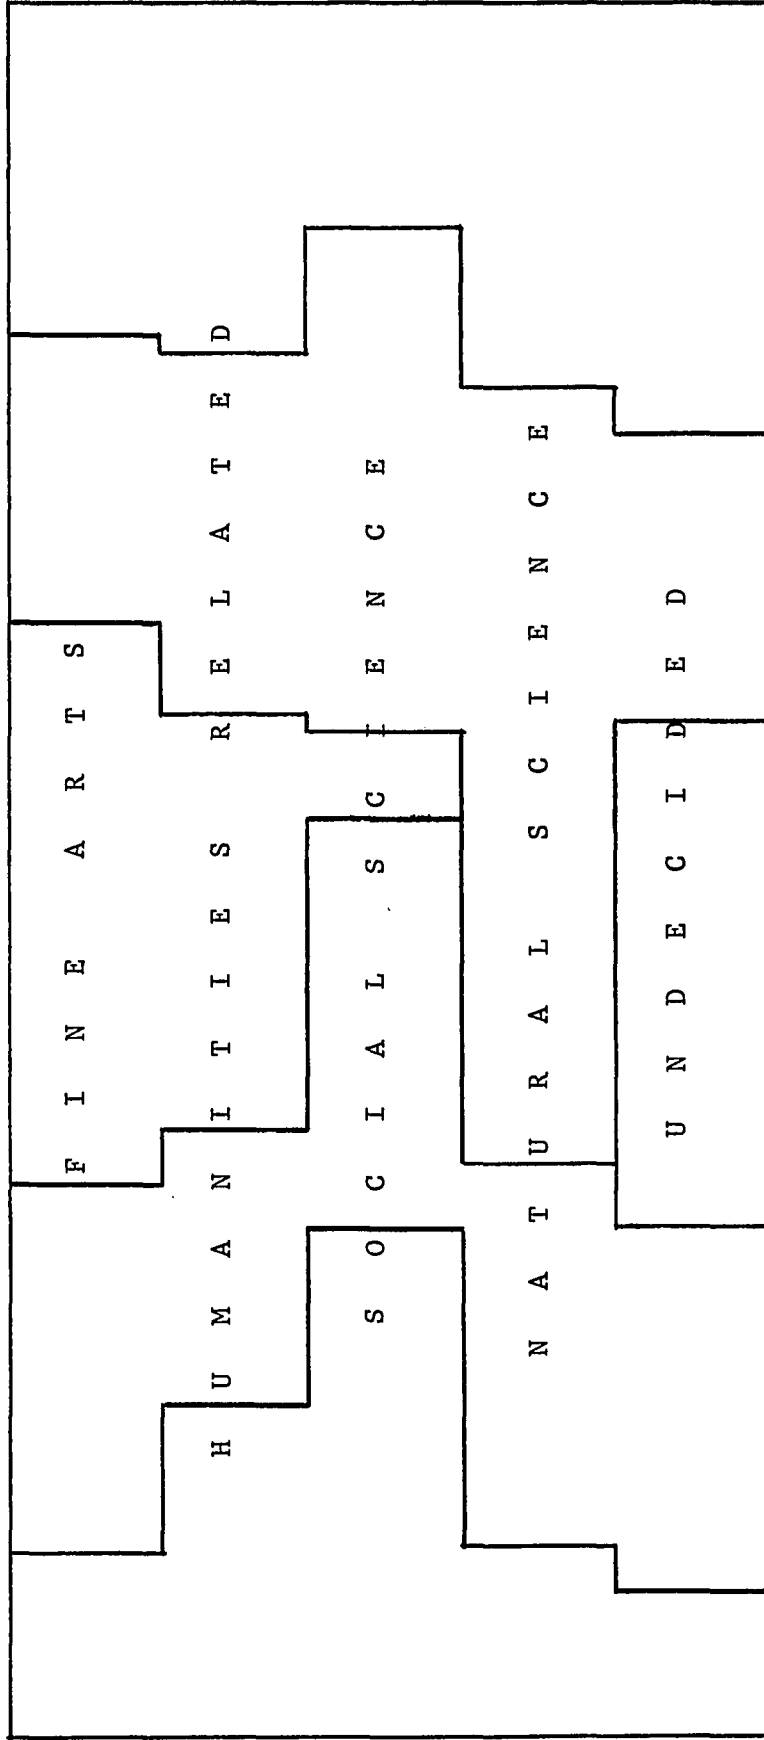 FINE ARTS
HUMANITIES RELATED
SOCIAL SCIENCE
NATURAL SCIENCE
UNDECIDED